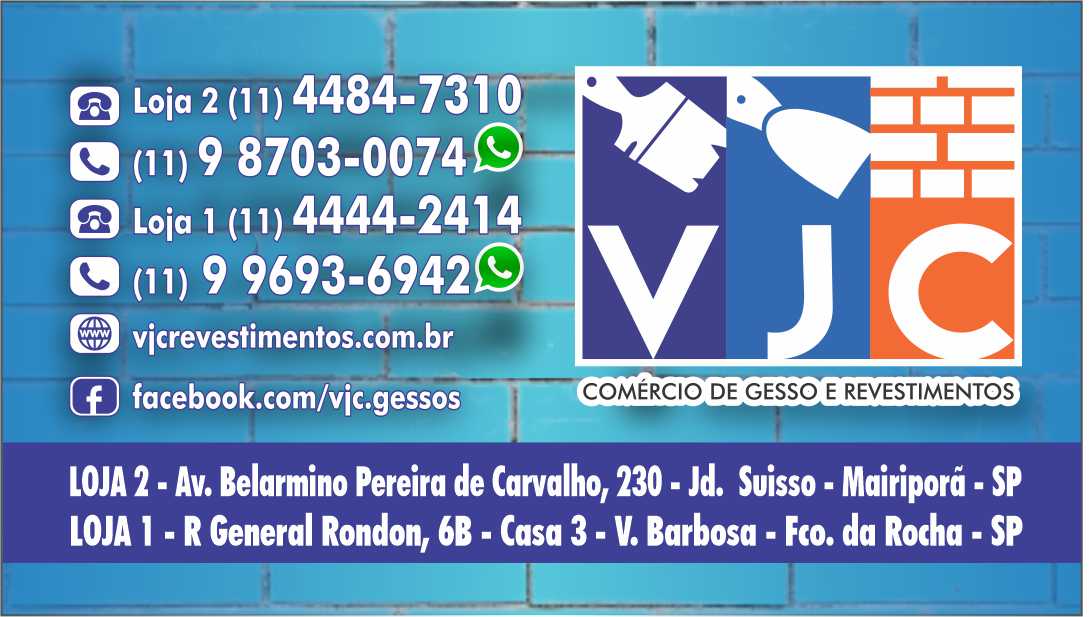 Loja 2 (11) 4484-7310
(11) 9 8703-0074
Loja 1 (11) 4444-2414
(11) 9 9693-6942
www
vjcrevestimentos.com.br
f facebook.com/vjc.gessos
VJC
COMÉRCIO DE GESSO E REVESTIMENTOS
LOJA 2 - Av. Belarmino Pereira de Carvalho, 230 - Jd. Suisso - Mairiporã - SP
LOJA 1 - R General Rondon, 6B - Casa 3 - V. Barbosa - Fco. da Rocha - SP